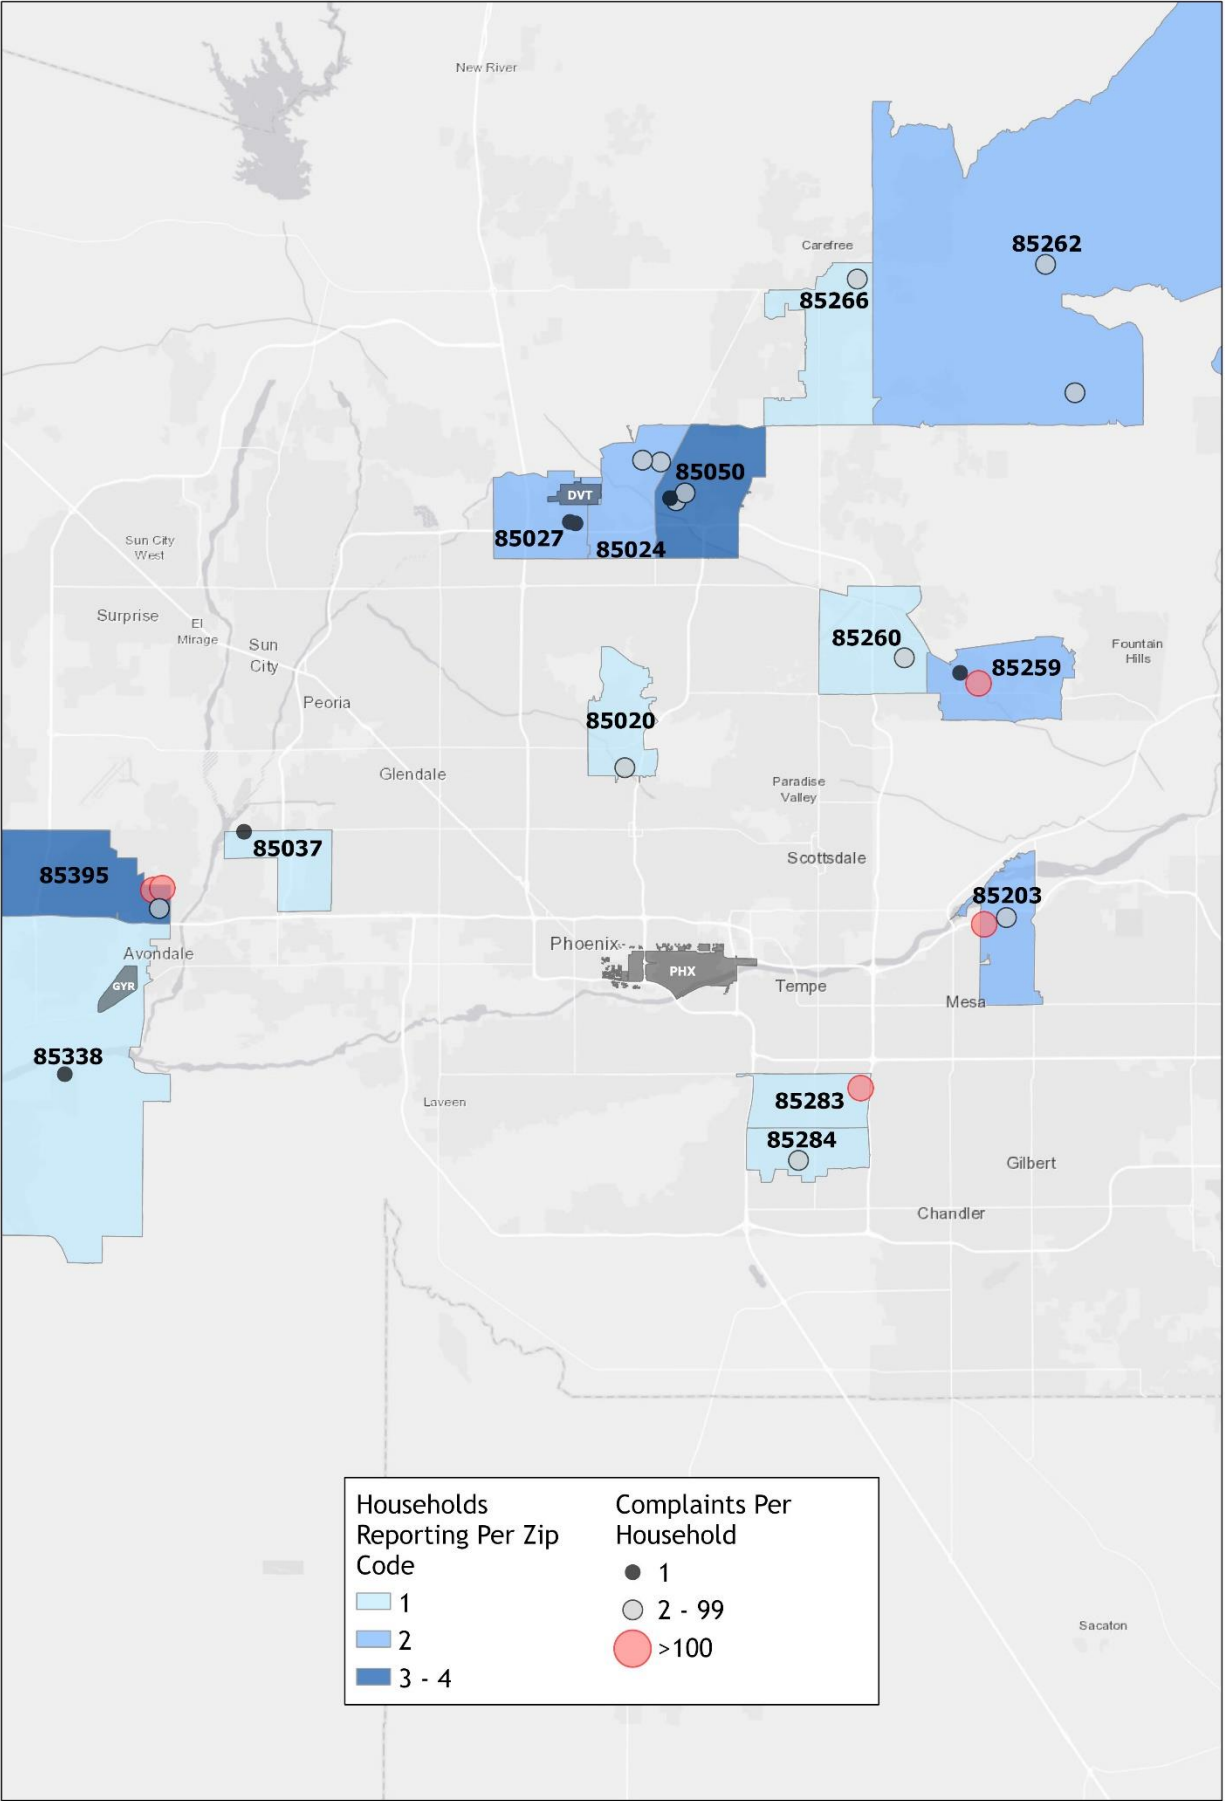 New River
Carefree
85262
85266
85050
DVT
85027
85024
Sun City
West
Surprise
El
Mirage
Sun
City
85260
85259
Fountain
Hills
Peoria
85020
Glendale
Paradise
Valley
85037
Scottsdale
85395
85203
Phoenix
Avondale
PHX
GYR
Tempe
Mesa
85338
Laveen
85283
85284
Gilbert
Chandler
Households
Reporting Per Zip
Code
1
2
3 - 4
Complaints Per
Household
1
2 - 99
>100
Sacaton